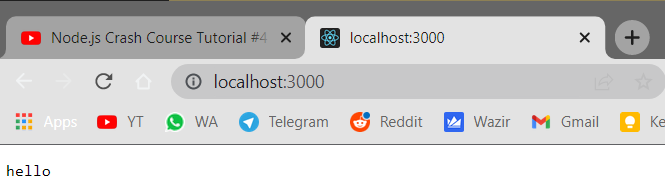 Node.js Crash Course Tutorial #4
localhost:3000
localhost:3000
Apps YT WA Telegram Reddit Wazir Gmail Ke
hello